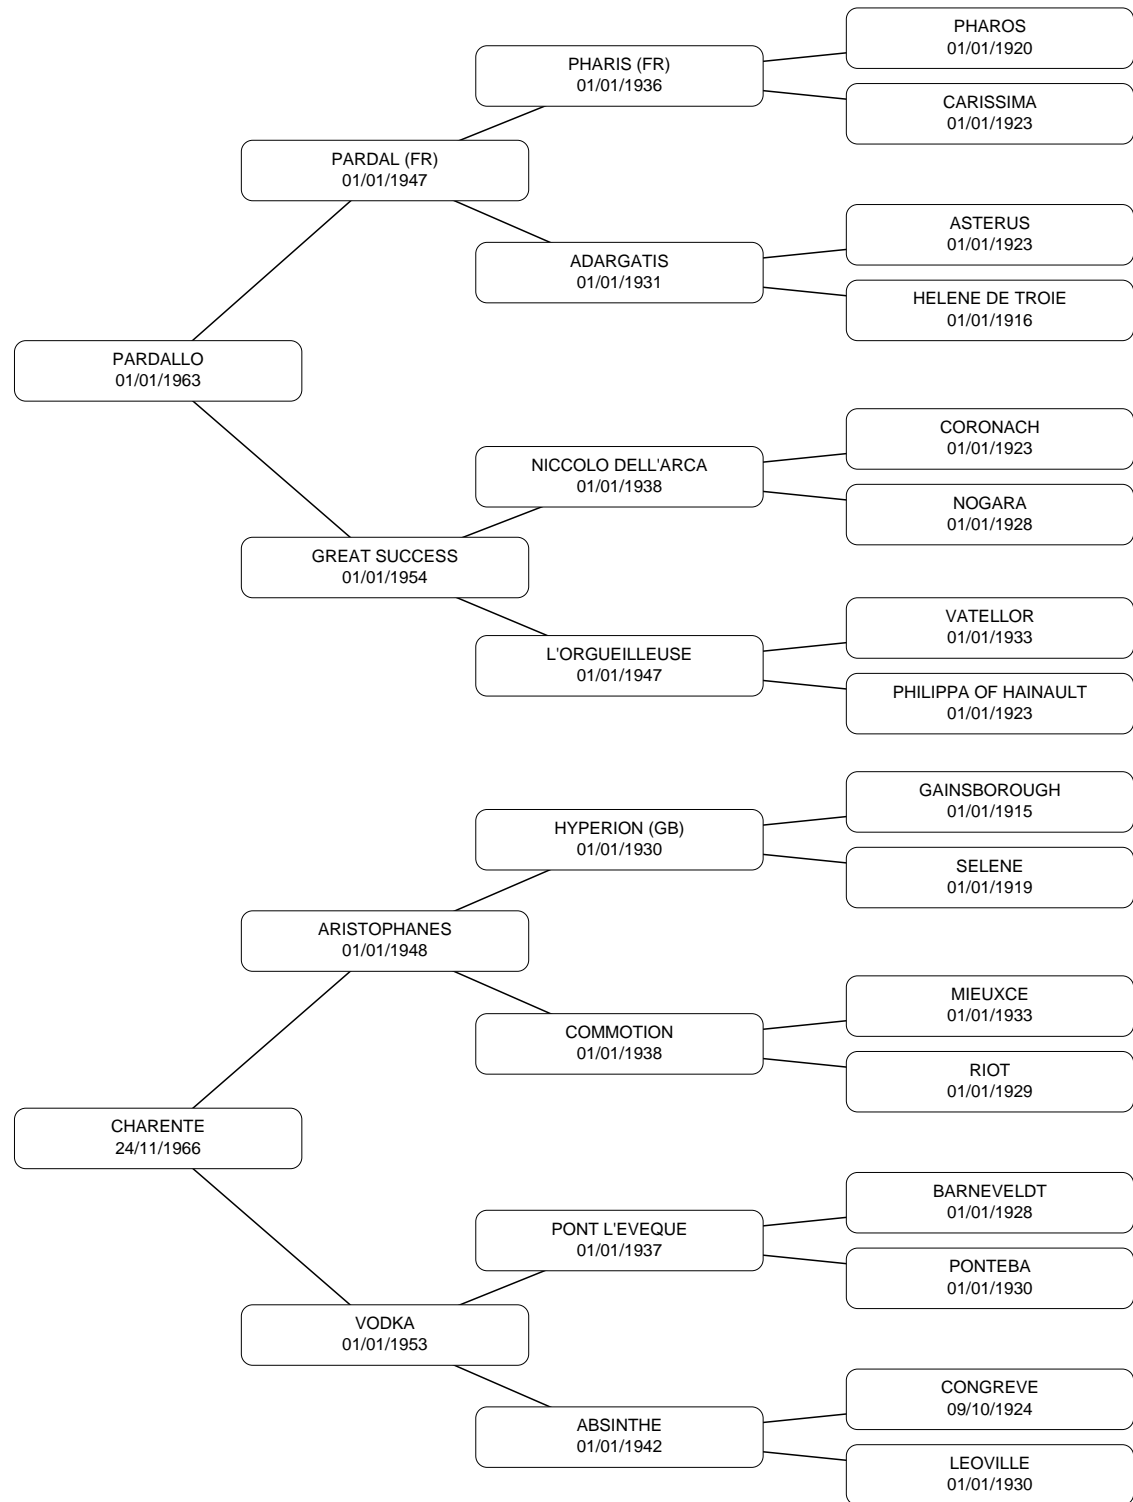 PHAROS
01/01/1920
PHARIS (FR)
01/01/1936
CARISSIMA
01/01/1923
PARDAL (FR)
01/01/1947
ASTERUS
01/01/1923
ADARGATIS
01/01/1931
HELENE DE TROIE
01/01/1916
PARDALLO
01/01/1963
CORONACH
01/01/1923
NICCOLO DELL'ARCA
01/01/1938
NOGARA
01/01/1928
GREAT SUCCESS
01/01/1954
VATELLOR
01/01/1933
L'ORGUEILLEUSE
01/01/1947
PHILIPPA OF HAINAULT
01/01/1923
GAINSBOROUGH
01/01/1915
HYPERION (GB)
01/01/1930
SELENE
01/01/1919
ARISTOPHANES
01/01/1948
MIEUXCE
01/01/1933
COMMOTION
01/01/1938
RIOT
01/01/1929
CHARENTE
24/11/1966
BARNEVELDT
01/01/1928
PONT L'EVEQUE
01/01/1937
PONTEBA
01/01/1930
VODKA
01/01/1953
CONGREVE
09/10/1924
ABSINTHE
01/01/1942
LEOVILLE
01/01/1930